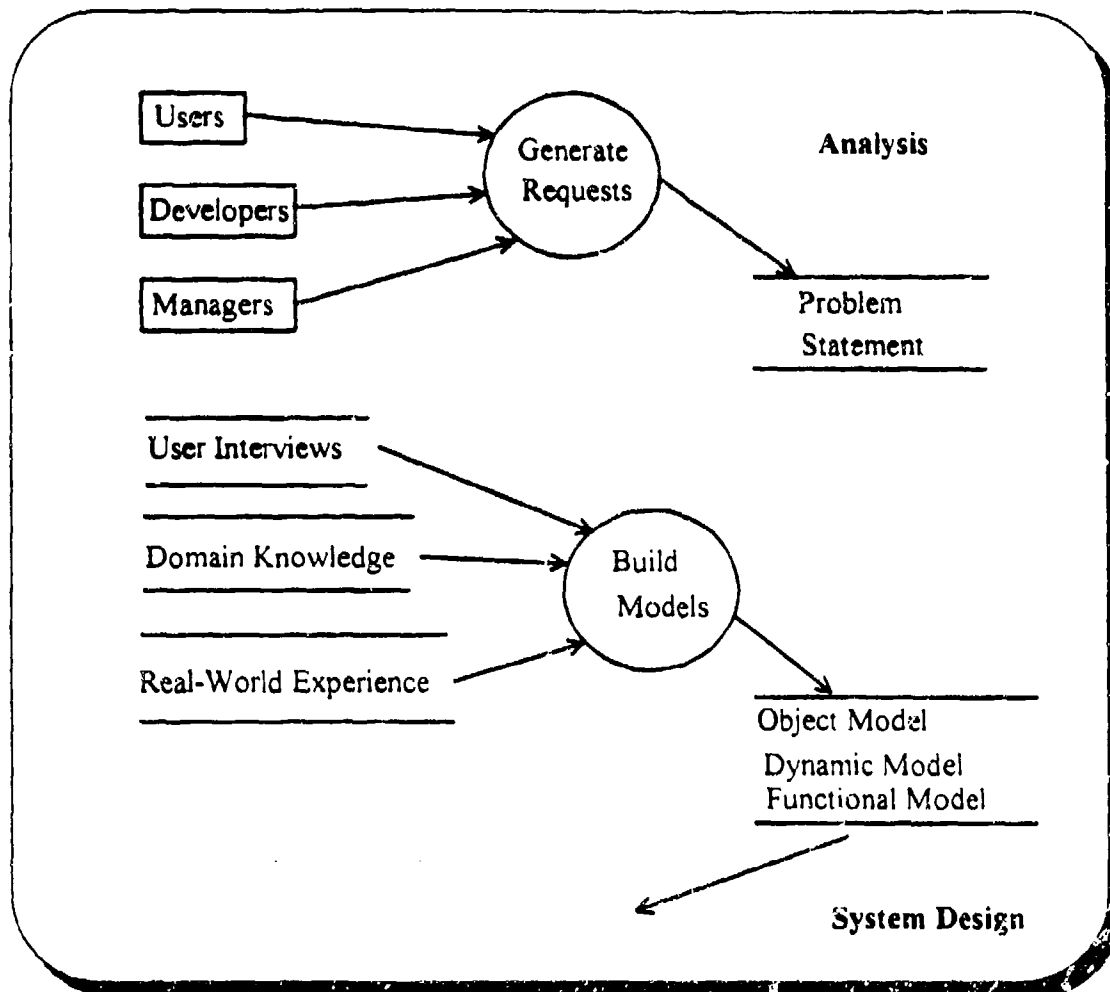 Users
Generate
Requests
Analysis
Developers
Managers
Problem
Statement
User Interviews
Domain Knowledge
Build
Models
Real-World Experience
Object Model
Dynamic Model
Functional Model
System Design